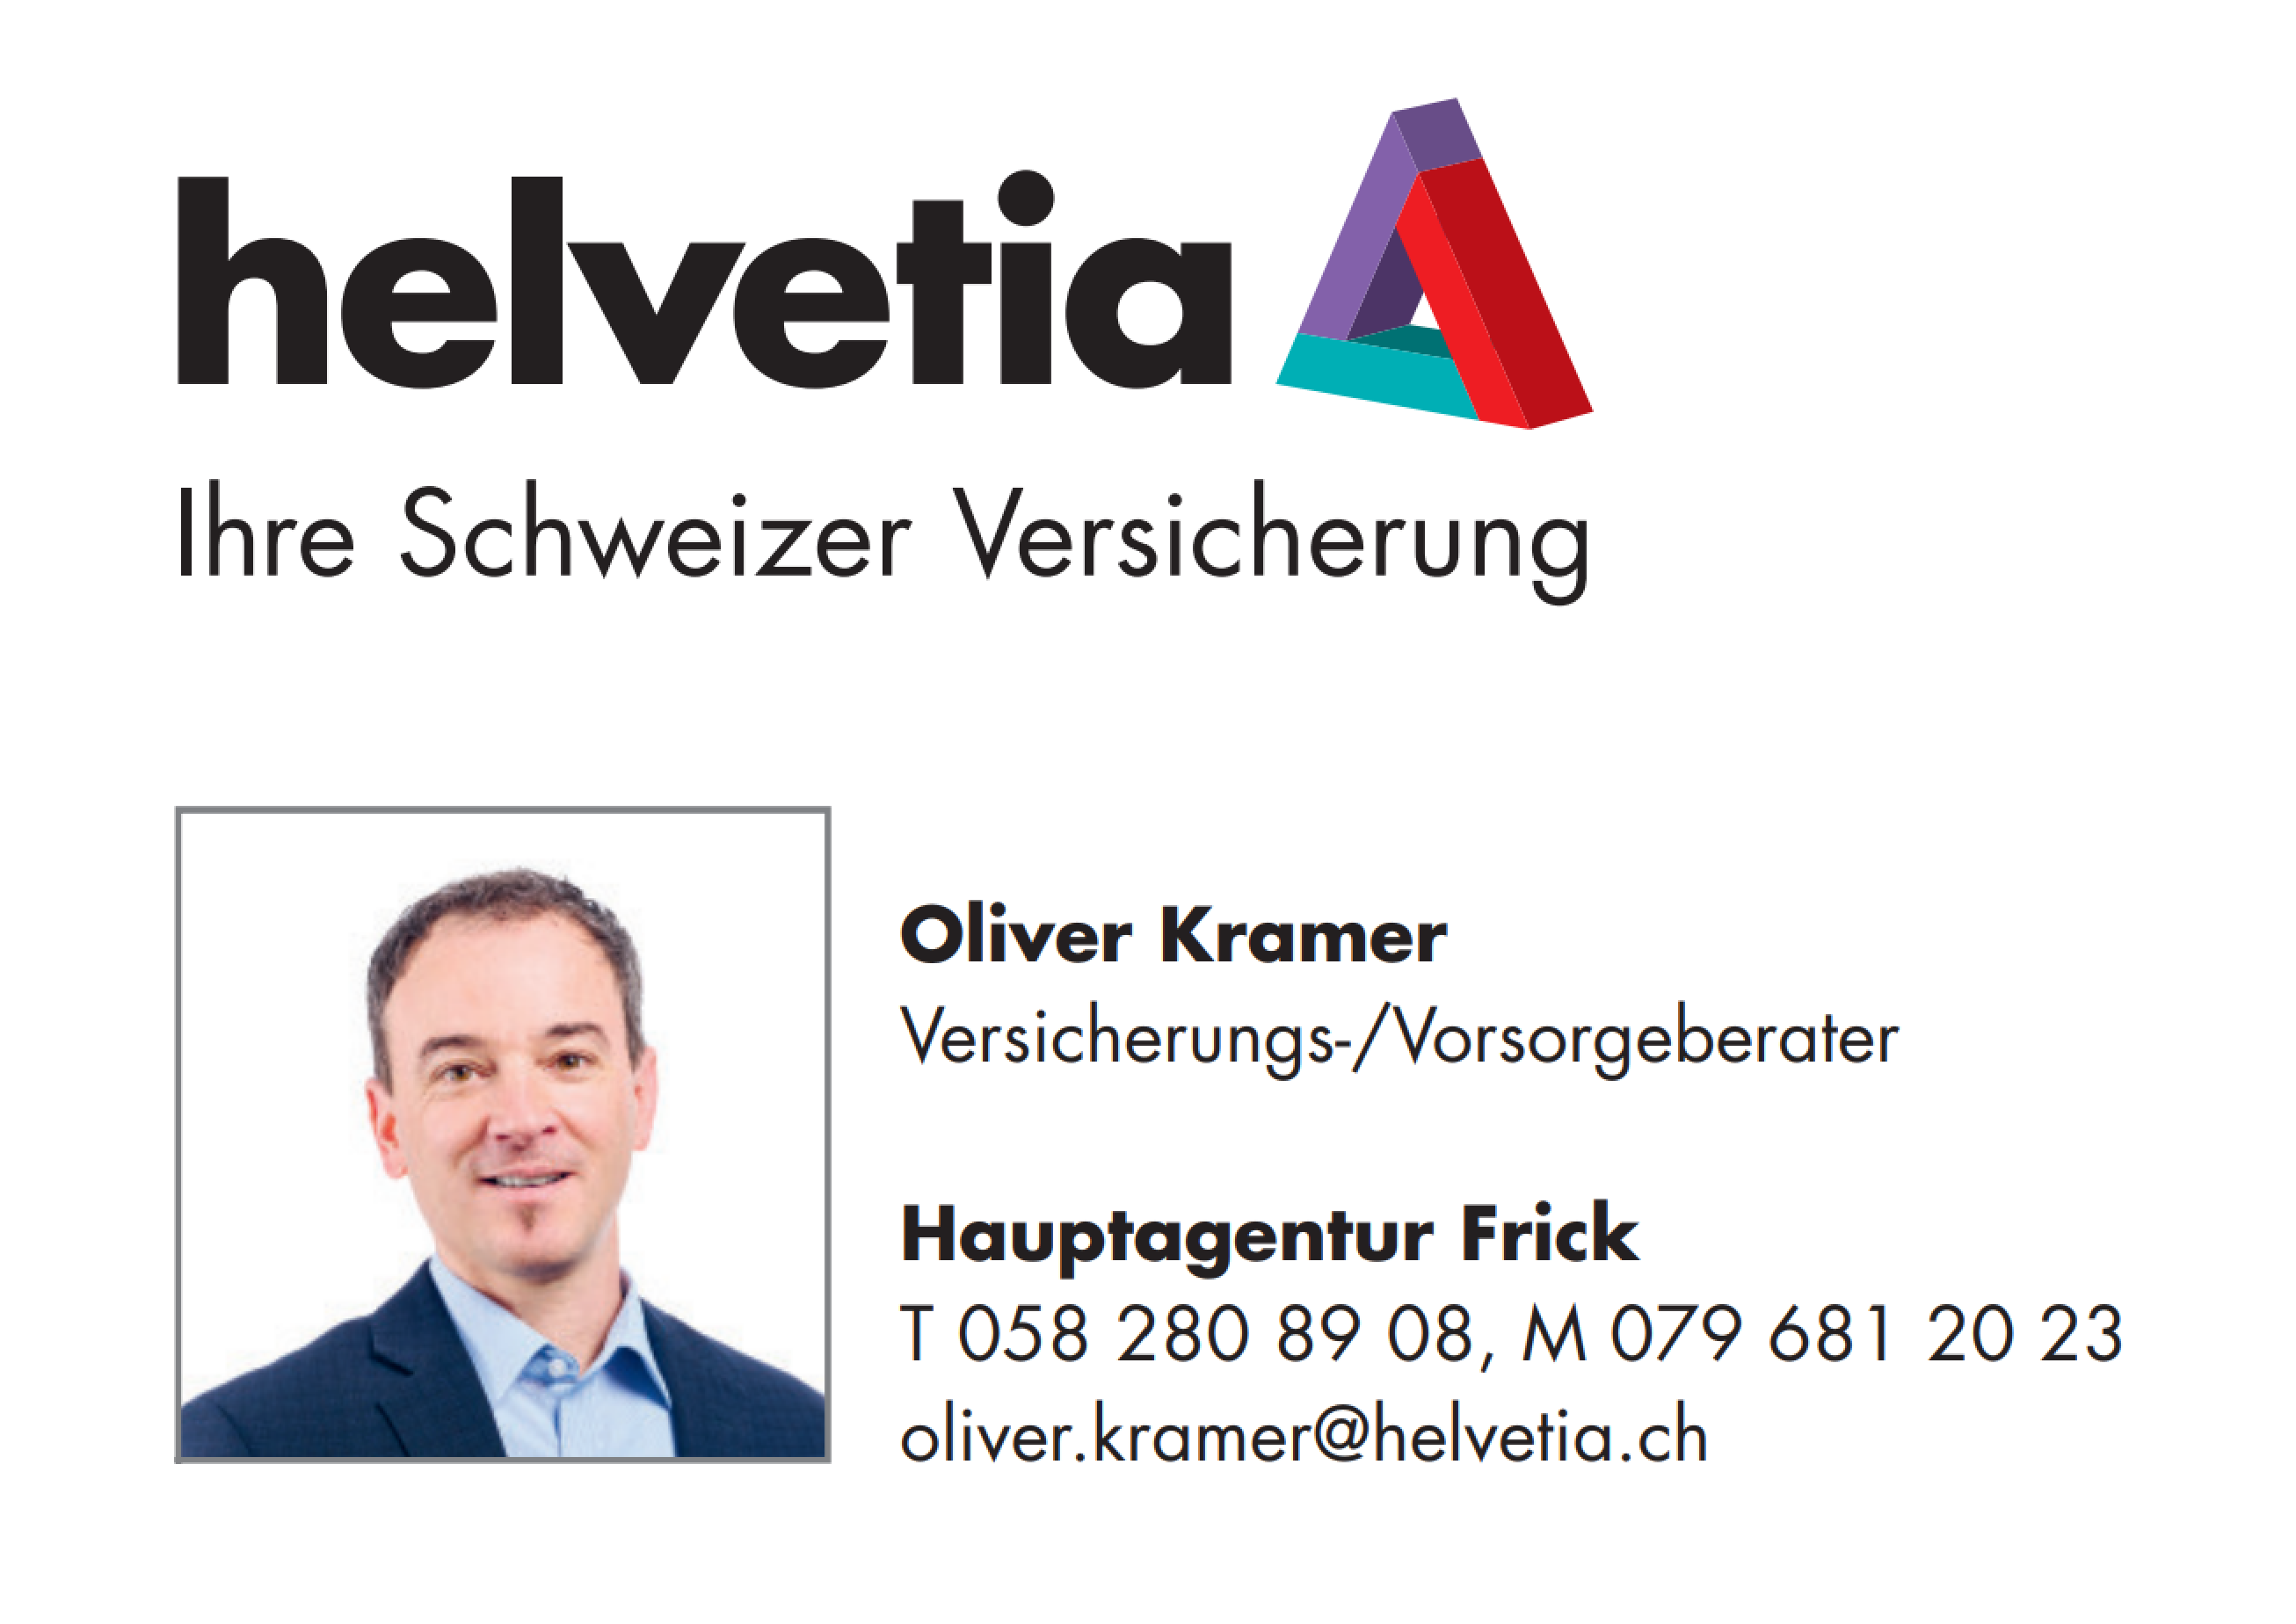 helvetia
Ihre Schweizer Versicherung
Oliver Kramer
Versicherungs-/Vorsorgeberater
Hauptagentur Frick
T 058 280 89 08, M 079 681 20 23
oliver.kramer@helvetia.ch